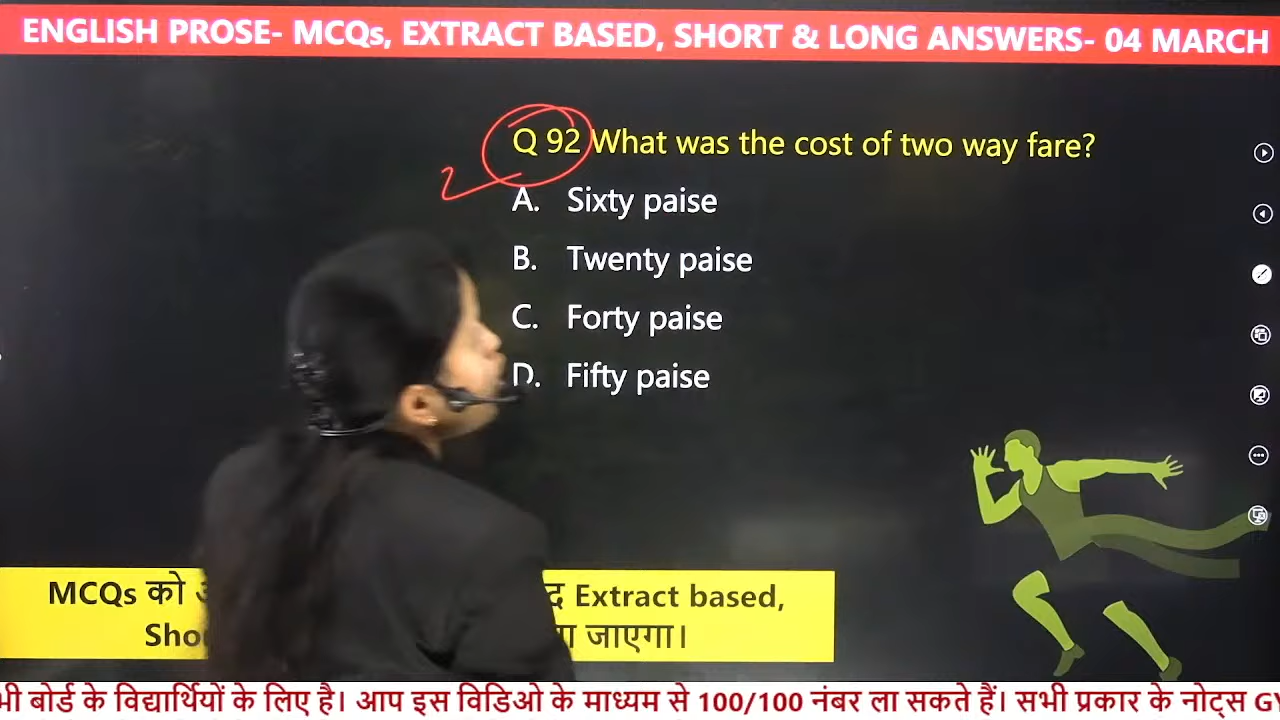 ENGLISH PROSE- MCQs, EXTRACT BASED, SHORT & LONG ANSWERS- 04 MARCH
Q 92 What was the cost of two way fare?
A. Sixty paise
B. Twenty paise
C. Forty paise
D. Fifty paise
MCQs को Extract based,
जाएगा।
भी बोर्ड के विद्यार्थियों के लिए है। आप इस विडिओ के माध्यम से 100/100 नंबर ला सकते हैं। सभी प्रकार के नोट्स